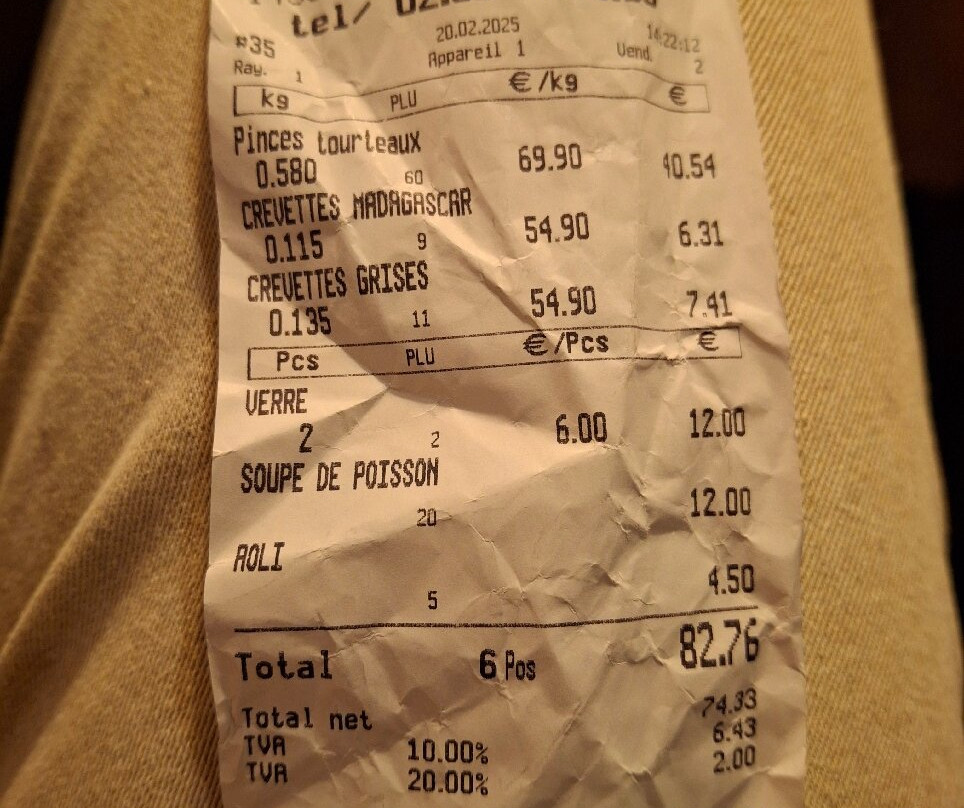 tel/
20.02.2025
#35 Appareil 1 14:22:12
Ray. 1 Vend. 2
kg PLU €/kg €
Pinces tourteaux
0.580 60 69.90 40.54
CREVETTES MADAGASCAR
0.115 9 54.90 6.31
CREVETTES GRISES
0.135 11 54.90 7.41
Pcs PLU €/Pcs €
VERRE
2 2 6.00 12.00
SOUPE DE POISSON
20 12.00
AOLI
5 4.50
Total 6 Pos 82.76
Total net 74.33
TVA 10.00% 6.43
TVA 20.00% 2.00